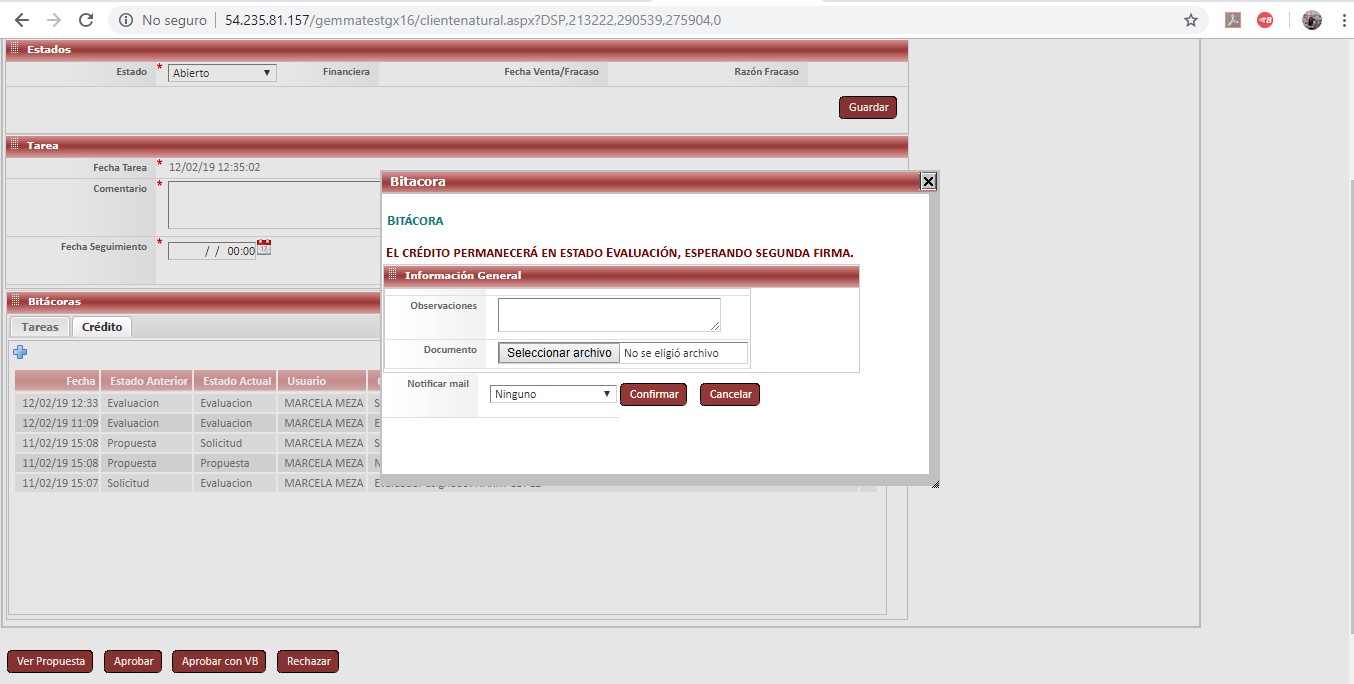 No seguro 54.235.81.157/gemmatestgx16/clientenatural.aspx?DSP,213222,290539,275904,0
Estados
Estado * Abierto Financiera Fecha Venta/Fracaso Razón Fracaso
Guardar
Tarea
Fecha Tarea * 12/02/19 12:35:02
Comentario *
Fecha Seguimiento * / / 00:00
Bitácoras
Tareas Crédito
Fecha Estado Anterior Estado Actual Usuario
12/02/19 12:33 Evaluacion Evaluacion MARCELA MEZA S
12/02/19 11:09 Evaluacion Evaluacion MARCELA MEZA E
11/02/19 15:08 Propuesta Solicitud MARCELA MEZA S
11/02/19 15:08 Propuesta Propuesta MARCELA MEZA N
11/02/19 15:07 Solicitud Evaluacion MARCELA MEZA
Bitacora
BITÁCORA
EL CRÉDITO PERMANECERÁ EN ESTADO EVALUACIÓN, ESPERANDO SEGUNDA FIRMA.
Información General
Observaciones
Documento Seleccionar archivo No se eligió archivo
Notificar mail Ninguno Confirmar Cancelar
Ver Propuesta Aprobar Aprobar con VB Rechazar